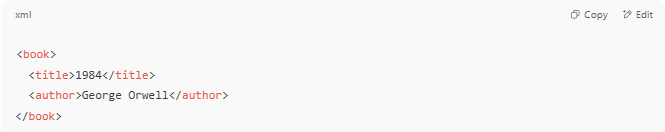 xml
Copy
Edit
<book>
  <title>1984</title>
  <author>George Orwell</author>
</book>